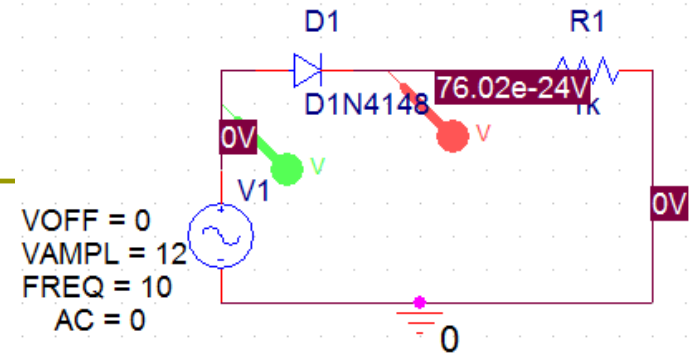 D1
R1
76.02e-24V
D1N4148
1k
0V
V
V
V1
0V
VOFF = 0
VAMPL = 12
FREQ = 10
AC = 0
0